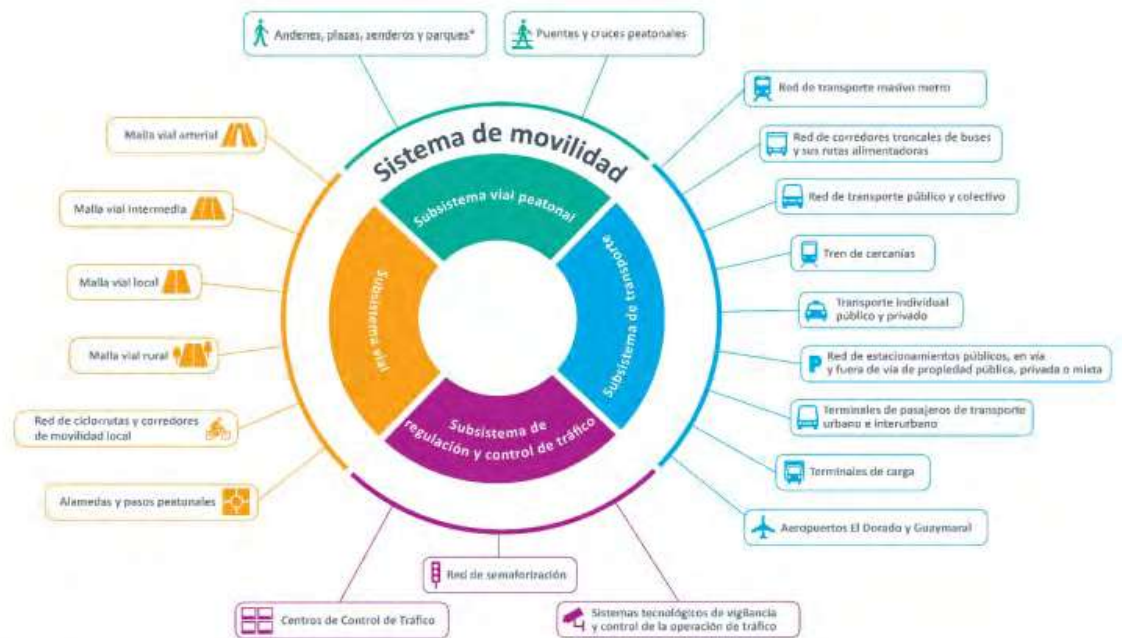 Andenes, plazas, senderos y parques*
Puentes y cruces peatonales
Sistema de movilidad
Subsistema vial peatonal
Subsistema de transporte
Subsistema de
regulación y control de tráfico
Subsistema vial
Malla vial arterial
Malla vial intermedia
Malla vial local
Malla vial rural
Red de ciclorrutas y corredores
de movilidad local
Alamedas y pasos peatonales
Red de transporte masivo metro
Red de corredores troncales de buses
y sus rutas alimentadoras
Red de transporte público y colectivo
Tren de cercanías
Transporte individual
público y privado
P
Red de estacionamientos públicos, en vía
y fuera de vía de propiedad pública, privada o mixta
Terminales de pasajeros de transporte
urbano e interurbano
Terminales de carga
Aeropuertos El Dorado y Guaymaral
Red de semaforización
Centros de Control de Tráfico
Sistemas tecnológicos de vigilancia
y control de la operación de tráfico